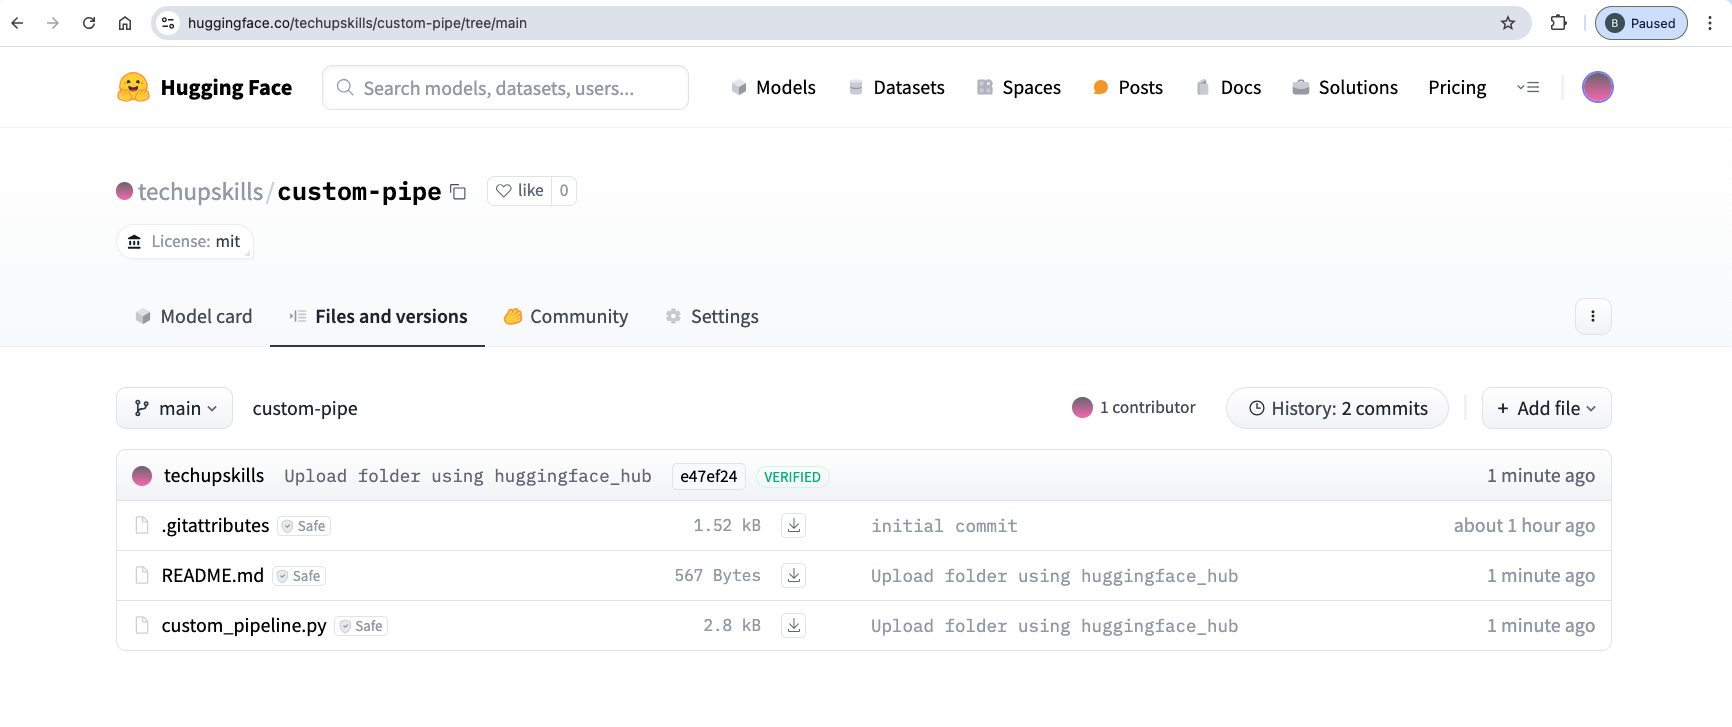 huggingface.co/techupskills/custom-pipe/tree/main
B Paused
Hugging Face
Search models, datasets, users...
Models
Datasets
Spaces
Posts
Docs
Solutions
Pricing
techupskills/custom-pipe
like 0
License: mit
Model card
Files and versions
Community
Settings
main
custom-pipe
1 contributor
History: 2 commits
+ Add file
techupskills Upload folder using huggingface_hub e47ef24 VERIFIED 1 minute ago
.gitattributes Safe 1.52 kB initial commit about 1 hour ago
README.md Safe 567 Bytes Upload folder using huggingface_hub 1 minute ago
custom_pipeline.py Safe 2.8 kB Upload folder using huggingface_hub 1 minute ago